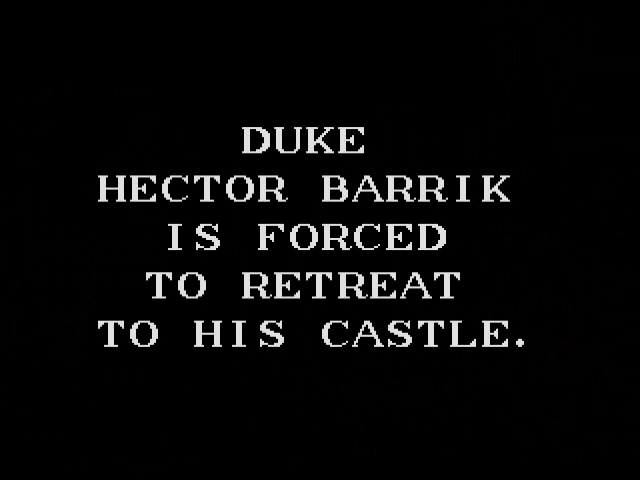 DUKE
HECTOR BARRIK
IS FORCED
TO RETREAT
TO HIS CASTLE.